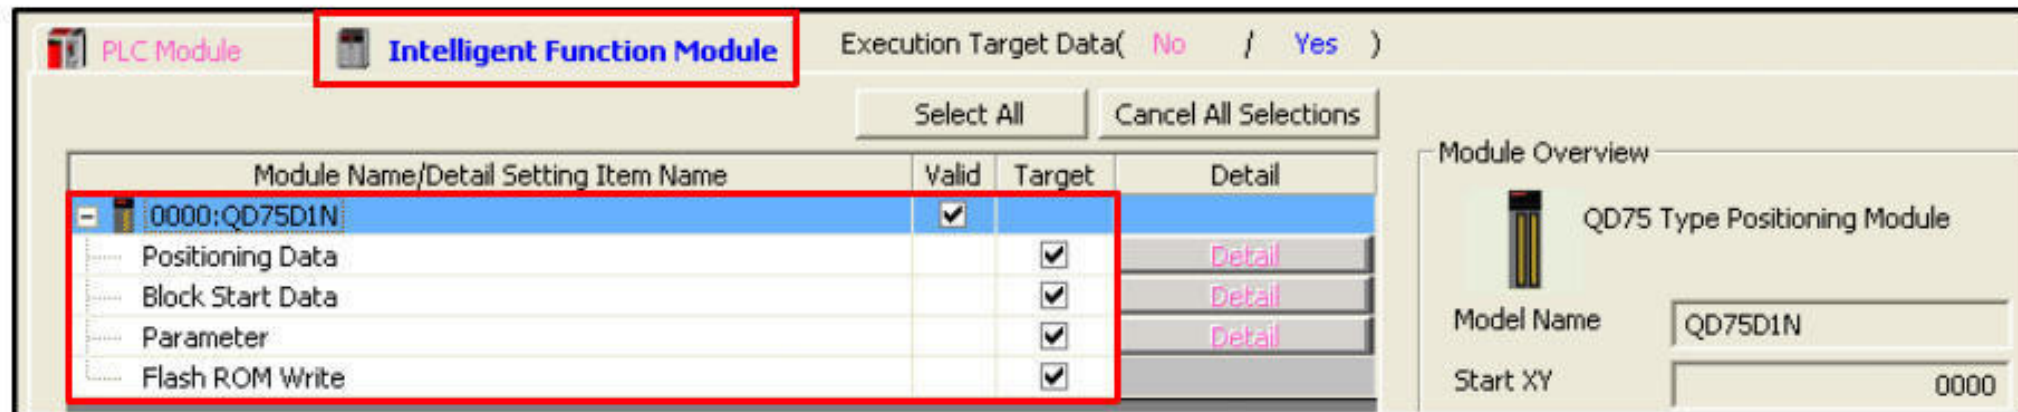 PLC Module Intelligent Function Module Execution Target Data( No / Yes )
Select All Cancel All Selections
Module Name/Detail Setting Item Name Valid Target Detail
0000:QD75D1N
Positioning Data Detail
Block Start Data Detail
Parameter Detail
Flash ROM Write
Module Overview
QD75 Type Positioning Module
Model Name QD75D1N
Start XY 0000